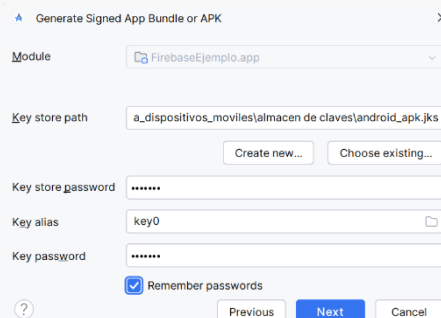 Generate Signed App Bundle or APK
Module
FirebaseEjemplo.app
Key store path
a_dispositivos_moviles\almacen de claves\android_apk.jks
Create new... Choose existing...
Key store password •••••••
Key alias key0
Key password •••••••
Remember passwords
? Previous Next Cancel